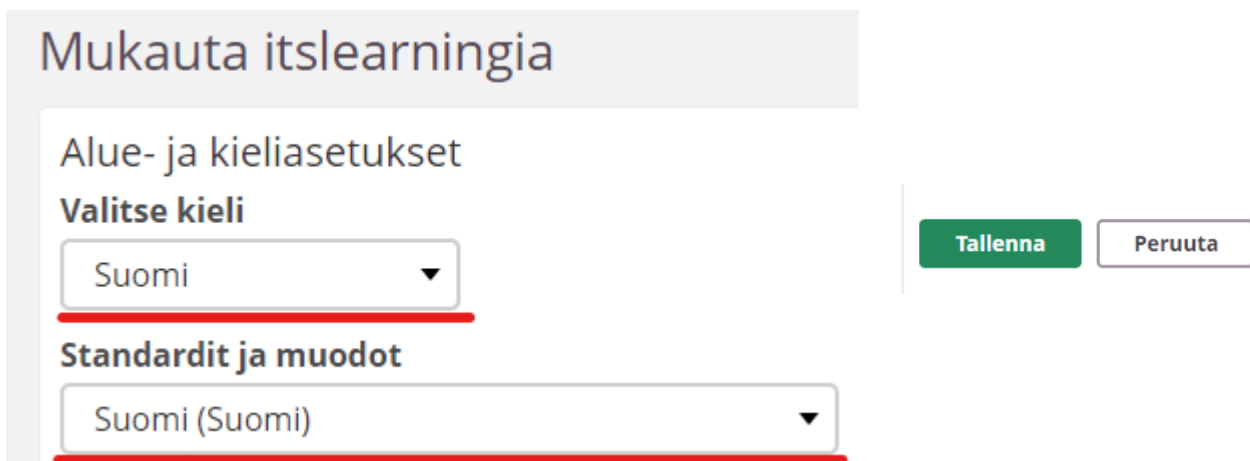 Mukauta itslearningia
Alue- ja kieliasetukset
Valitse kieli
Suomi
Standardit ja muodot
Suomi (Suomi)
Tallenna
Peruuta